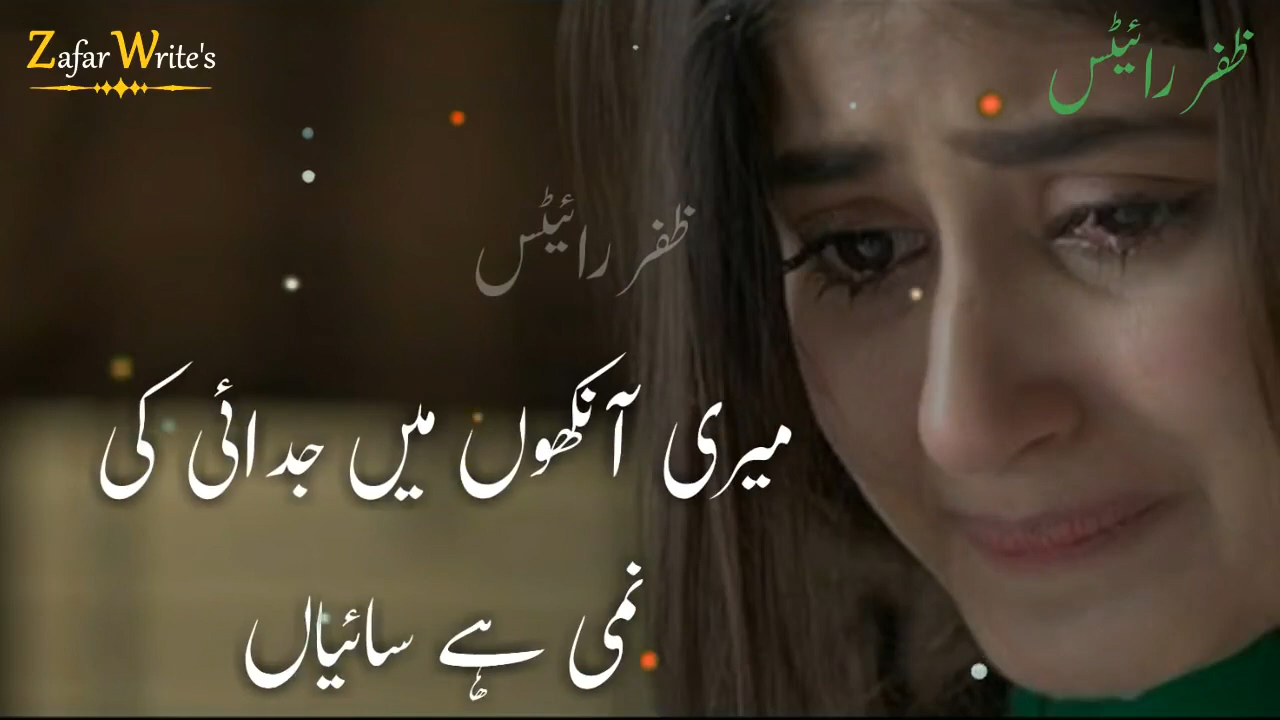 Zafar Write's
ظفر رائیٹس
ظفر رائیٹس
میری آنکھوں میں جدائی کی
نمی ہے سائیاں